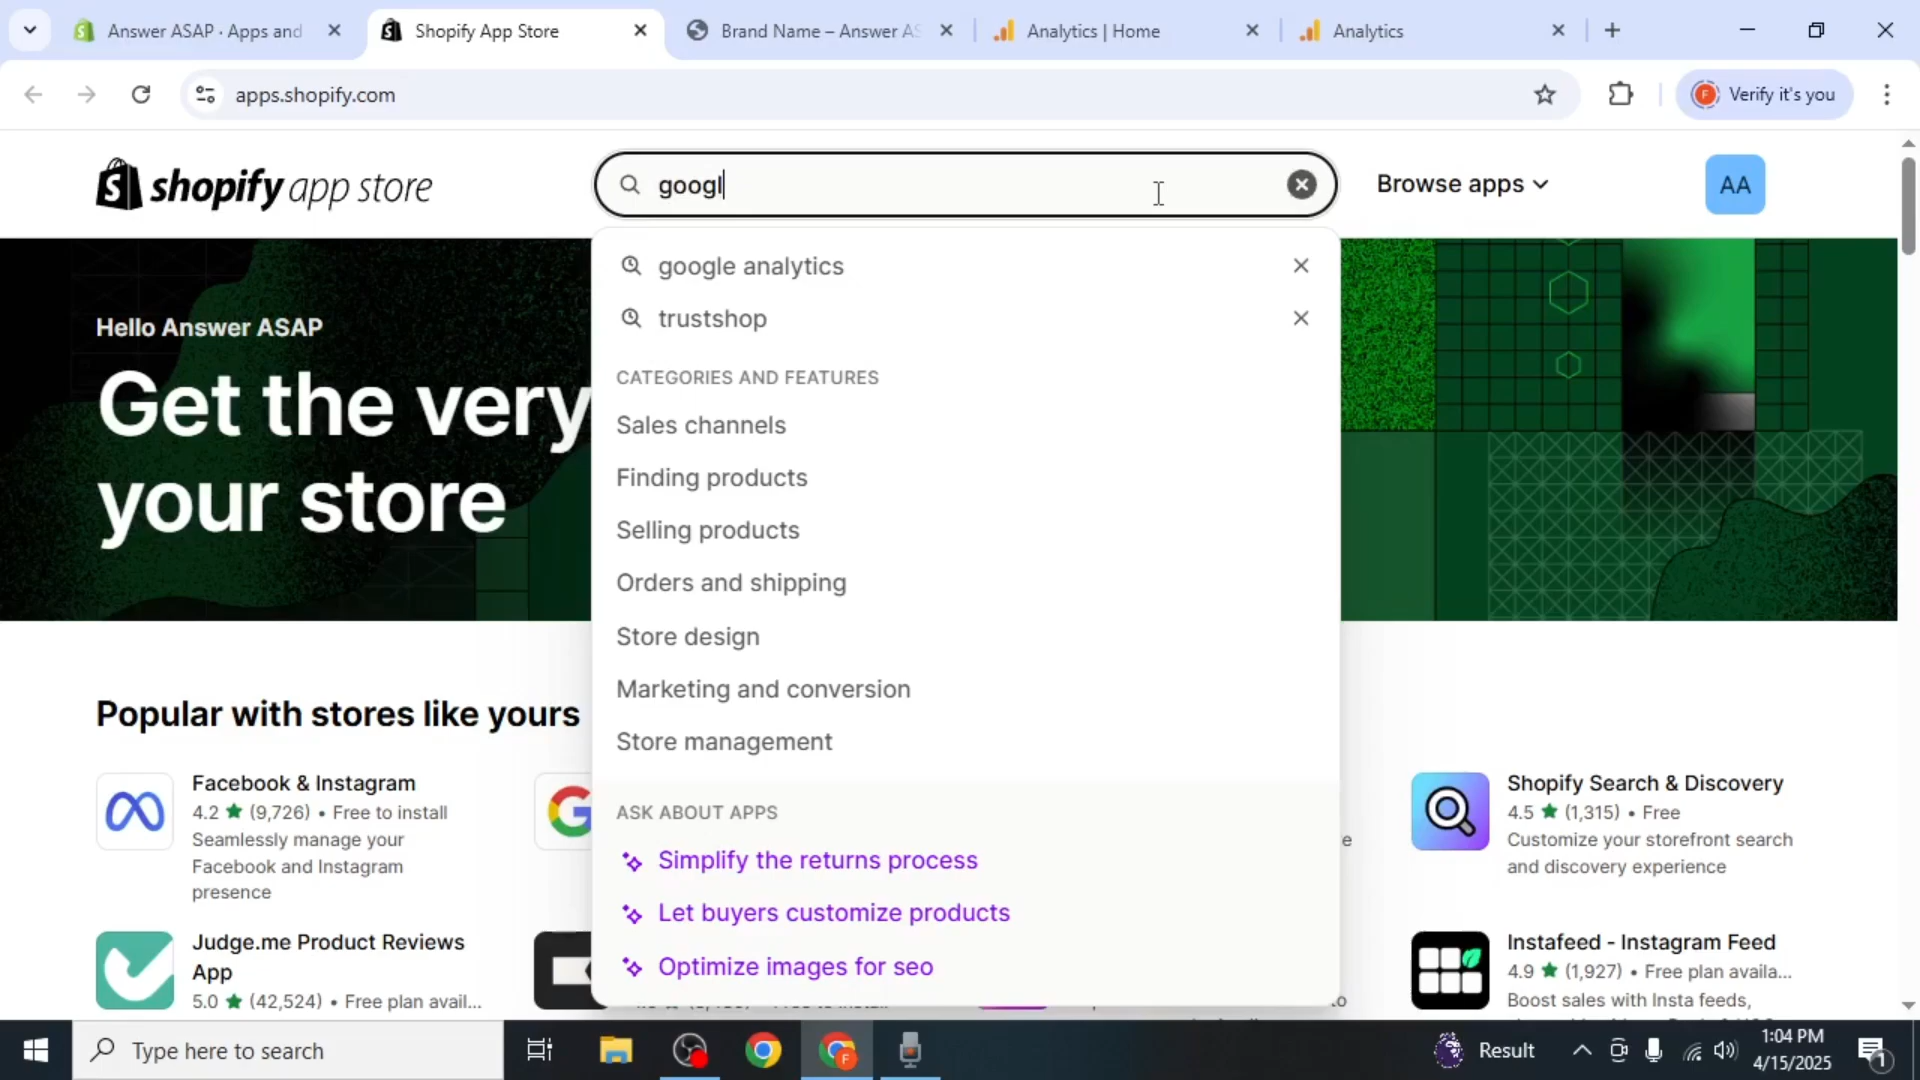 Answer ASAP · Apps and
Shopify App Store
Brand Name – Answer AS
Analytics | Home
Analytics
apps.shopify.com
Verify it's you
shopify app store
googl
Browse apps
AA
google analytics
trustshop
CATEGORIES AND FEATURES
Sales channels
Finding products
Selling products
Orders and shipping
Store design
Marketing and conversion
Store management
ASK ABOUT APPS
Simplify the returns process
Let buyers customize products
Optimize images for seo
Hello Answer ASAP
Get the very
your store
Popular with stores like yours
Facebook & Instagram
4.2 ★ (9,726) • Free to install
Seamlessly manage your
Facebook and Instagram
presence
Shopify Search & Discovery
4.5 ★ (1,315) • Free
Customize your storefront search
and discovery experience
Judge.me Product Reviews
App
5.0 ★ (42,524) • Free plan avail...
Instafeed - Instagram Feed
4.9 ★ (1,927) • Free plan availa...
Boost sales with Insta feeds,
Type here to search
Result
1:04 PM
4/15/2025
1